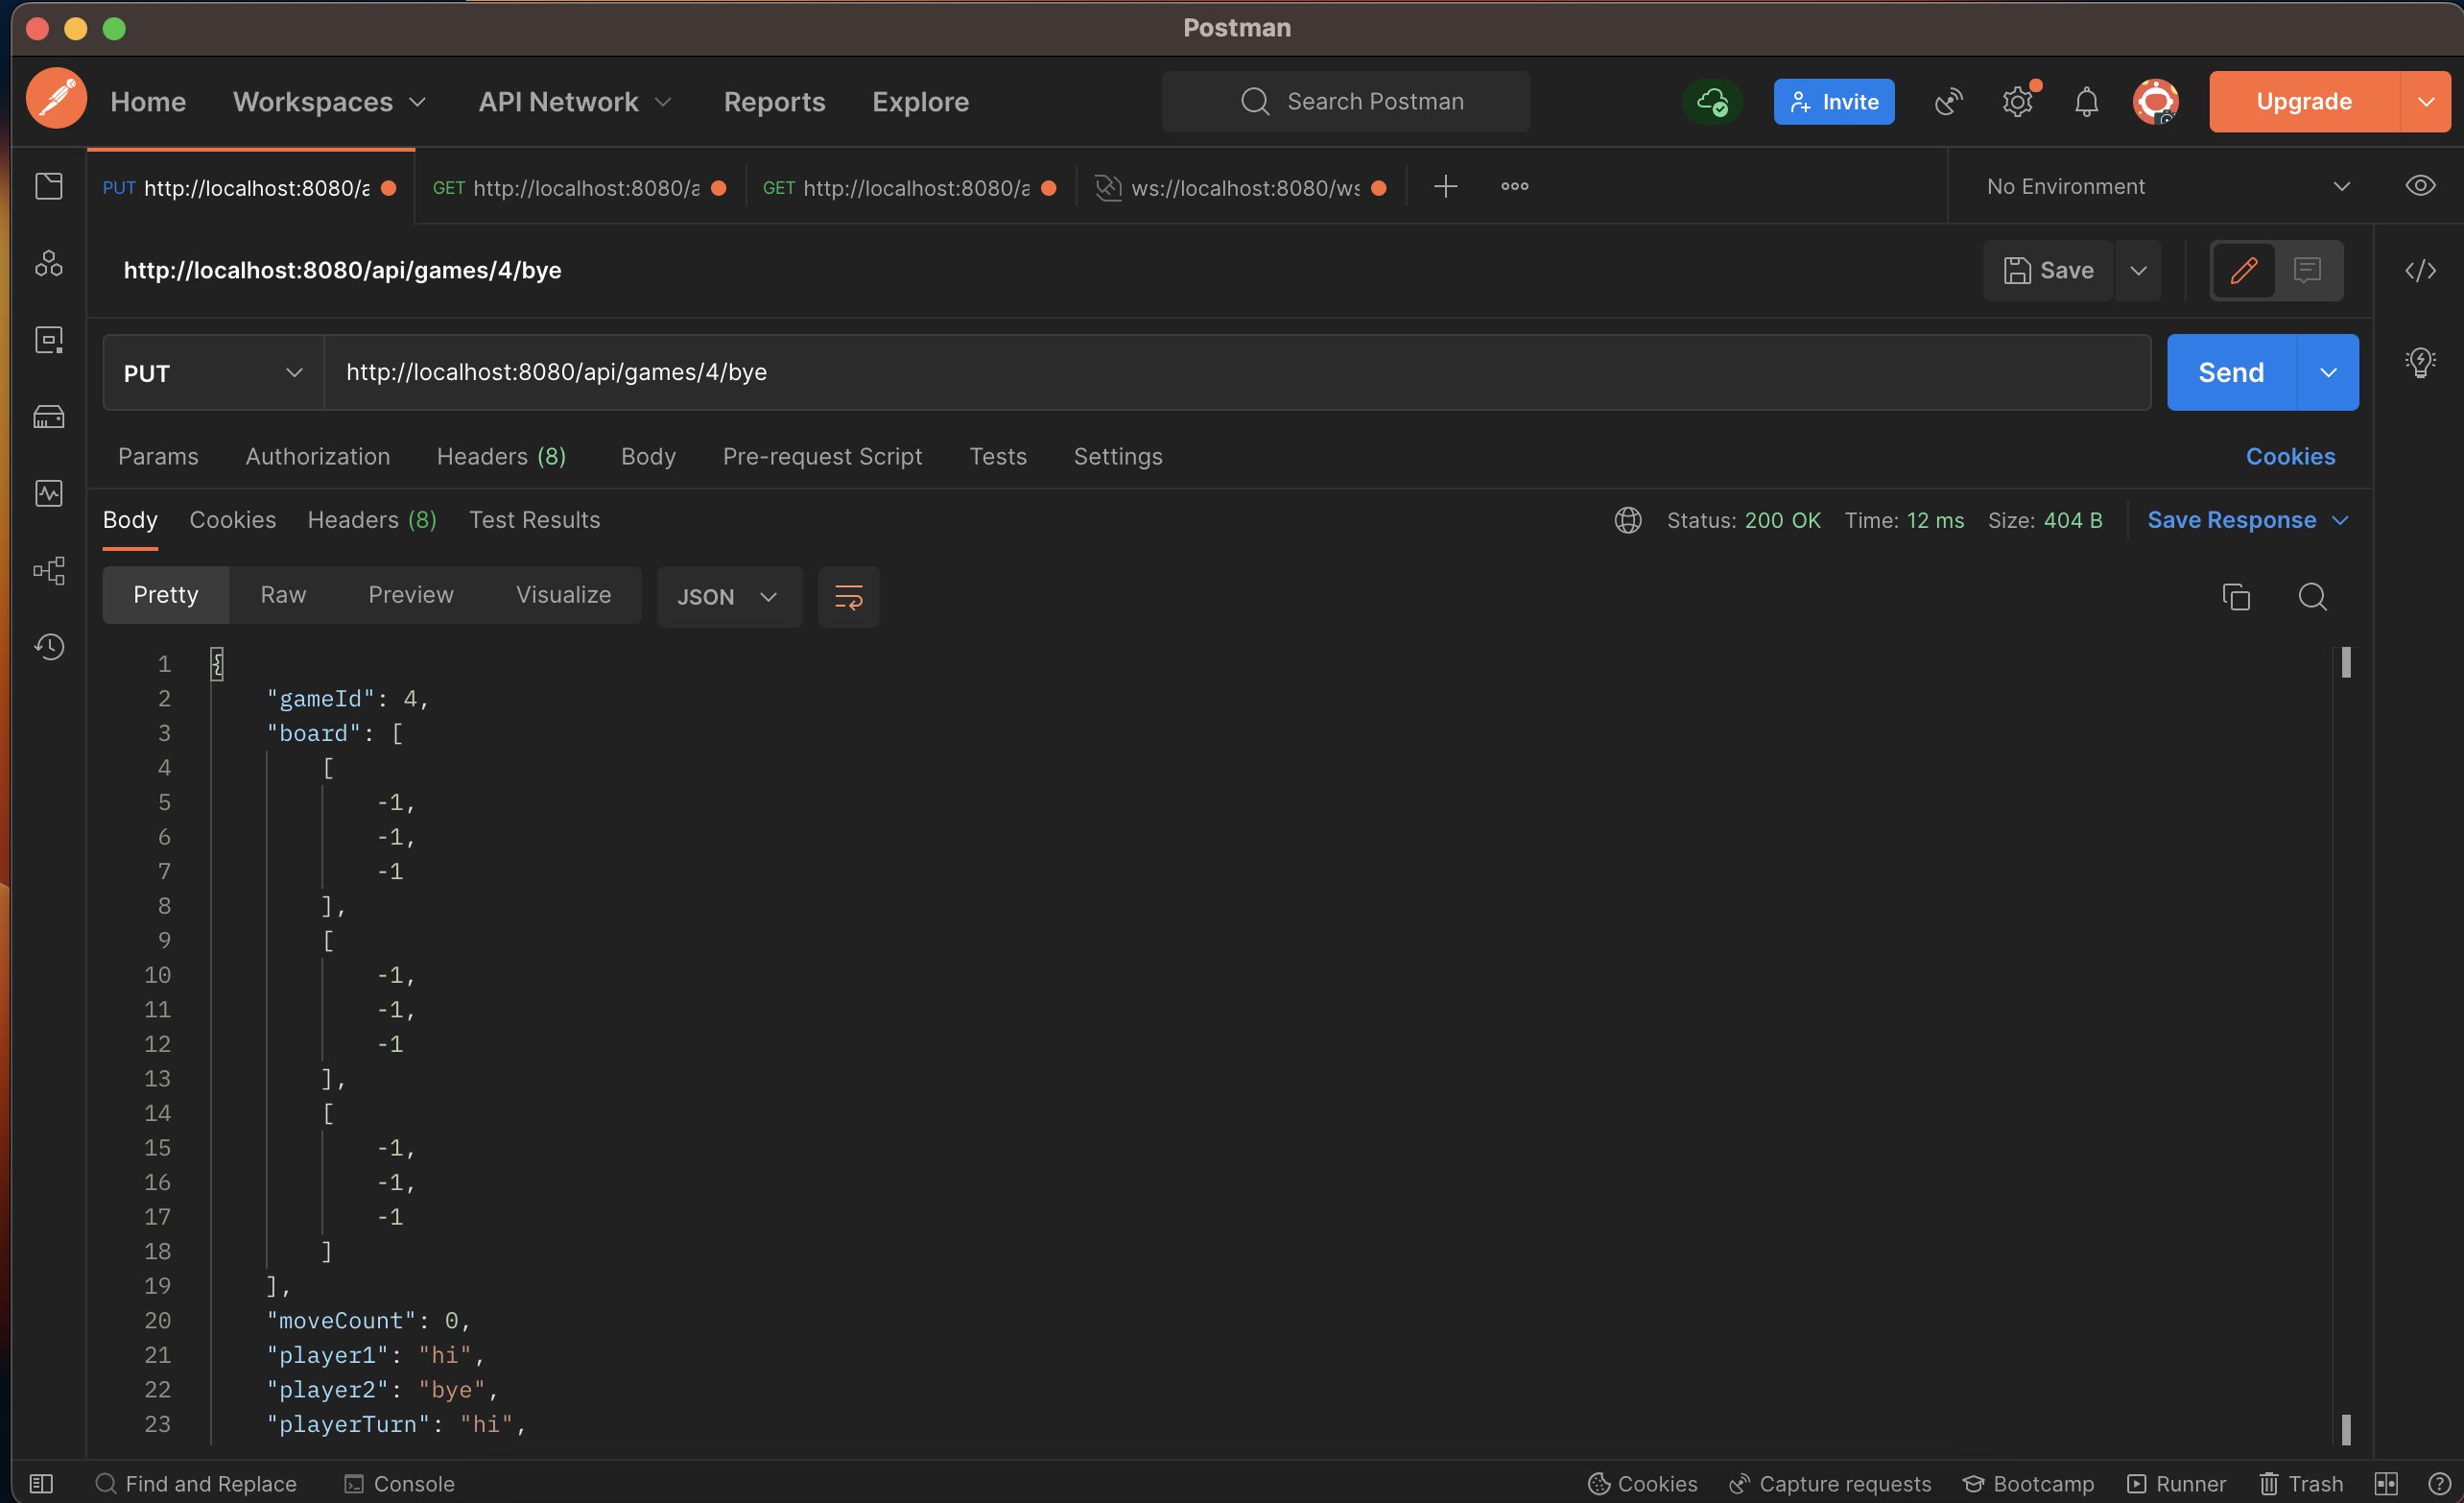 Postman
Home Workspaces API Network Reports Explore Search Postman Invite Upgrade
PUT http://localhost:8080/a GET http://localhost:8080/a GET http://localhost:8080/a ws://localhost:8080/ws No Environment
http://localhost:8080/api/games/4/bye Save
PUT http://localhost:8080/api/games/4/bye Send
Params Authorization Headers (8) Body Pre-request Script Tests Settings Cookies
Body Cookies Headers (8) Test Results Status: 200 OK Time: 12 ms Size: 404 B Save Response
Pretty Raw Preview Visualize JSON
1 {
2 "gameId": 4,
3 "board": [
4 [
5 -1,
6 -1,
7 -1
8 ],
9 [
10 -1,
11 -1,
12 -1
13 ],
14 [
15 -1,
16 -1,
17 -1
18 ]
19 ],
20 "moveCount": 0,
21 "player1": "hi",
22 "player2": "bye",
23 "playerTurn": "hi",
Find and Replace Console Cookies Capture requests Bootcamp Runner Trash